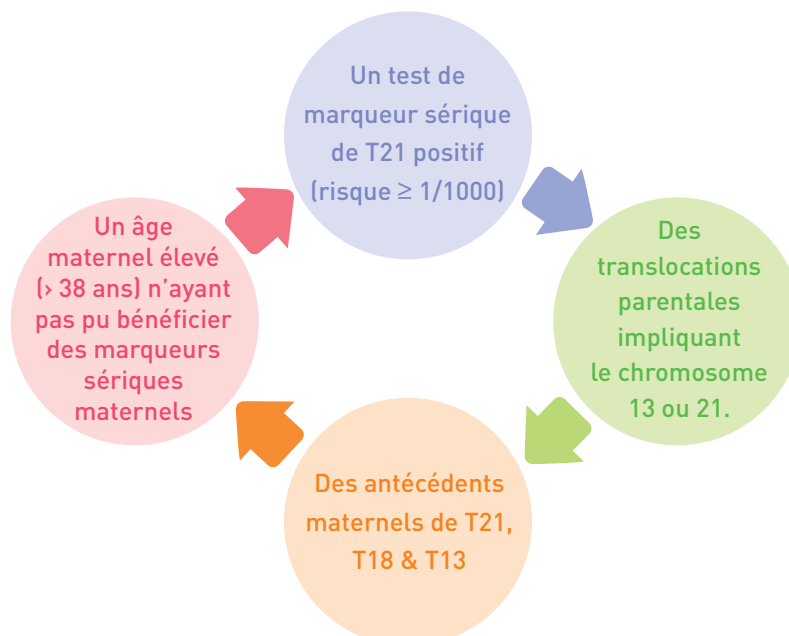 Un test de
marqueur sérique
de T21 positif
(risque ≥ 1/1000)
Des
translocations
parentales
impliquant
le chromosome
13 ou 21.
Des antécédents
maternels de T21,
T18 & T13
Un âge
maternel élevé
(> 38 ans) n’ayant
pas pu bénéficier
des marqueurs
sériques
maternels